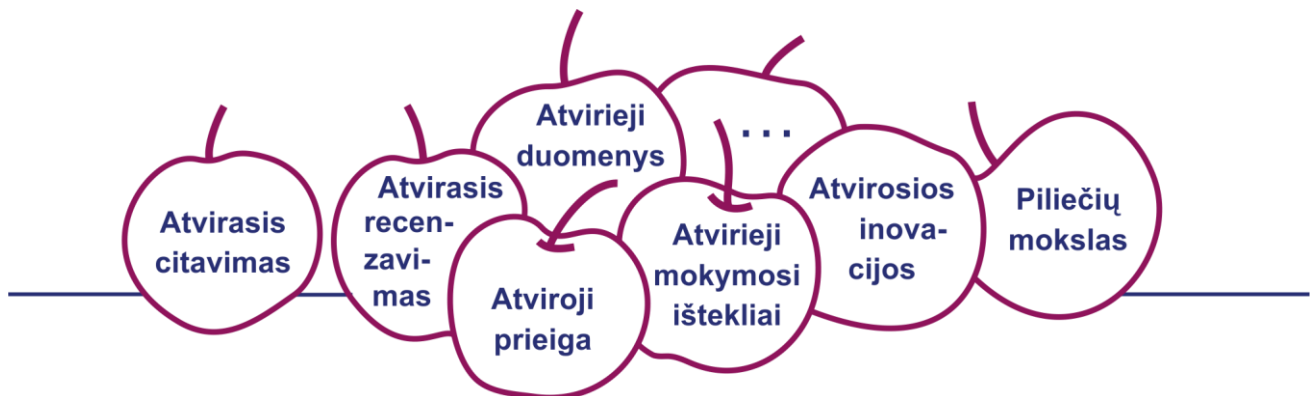 Atvirasis
citavimas
Atvirasis
recen-
zavi-
mas
Atvirieji
duomenys
...
Atviroji
prieiga
Atvirieji
mokymosi
ištekliai
Atvirosios
inova-
cijos
Piliečių
mokslas